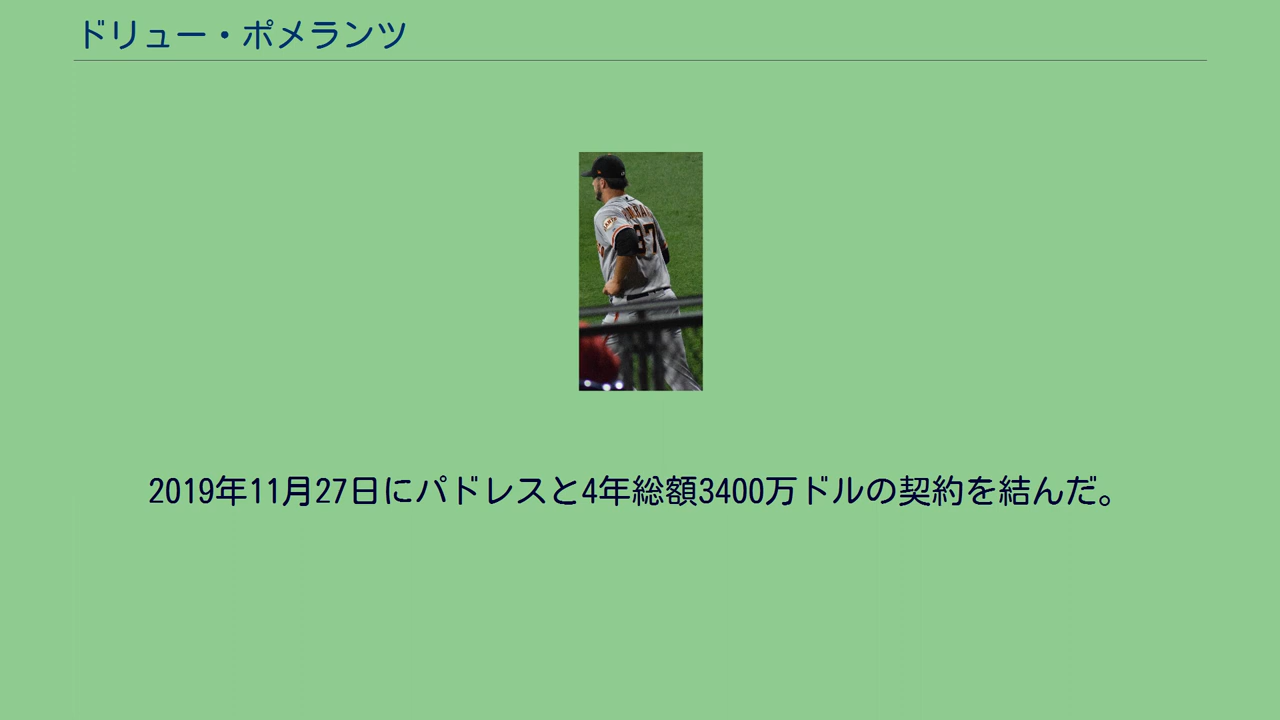 ドリュー・ポメランツ
37
2019年11月27日にパドレスと4年総額3400万ドルの契約を結んだ。